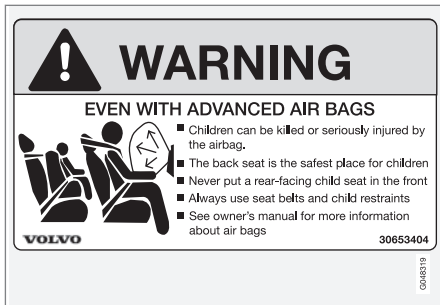 WARNING
EVEN WITH ADVANCED AIR BAGS
■ Children can be killed or seriously injured by
the airbag.
■ The back seat is the safest place for children
■ Never put a rear-facing child seat in the front
■ Always use seat belts and child restraints
■ See owner's manual for more information
about air bags
VOLVO
30653404
G048319